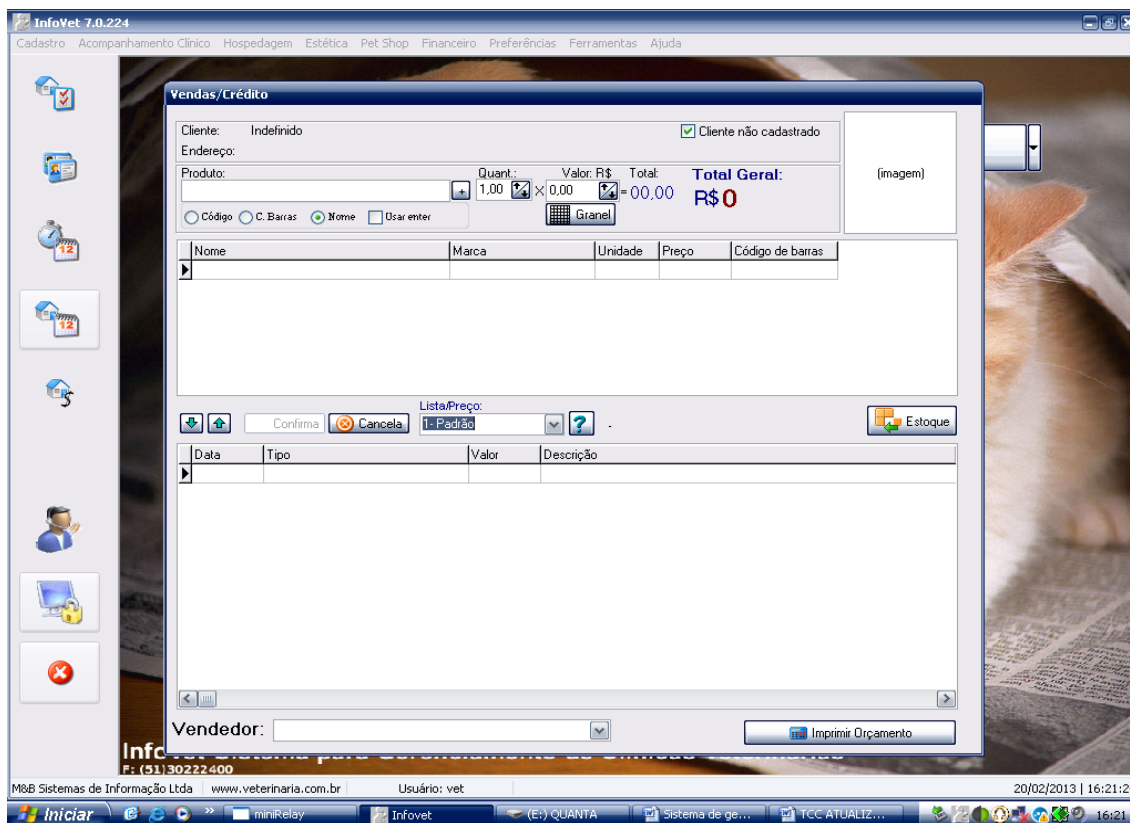 InfoVet 7.0.224
Cadastro Acompanhamento Clínico Hospedagem Estética Pet Shop Financeiro Preferências Ferramentas Ajuda
Vendas/Crédito
Cliente: Indefinido
Cliente não cadastrado
Endereço:
(imagem)
Produto: Quant.: Valor: R$ Total: Total Geral:
1,00 × 0,00 = 00,00 R$ 0
Código C. Barras Nome Usar enter Granel
Nome Marca Unidade Preço Código de barras
Lista/Preço:
Confirma Cancela 1- Padrão ? . Estoque
Data Tipo Valor Descrição
Vendedor: Imprimir Orçamento
F: (51)30222400
M&B Sistemas de Informação Ltda www.veterinaria.com.br Usuário: vet 20/02/2013 | 16:21:2
Iniciar » miniRelay Infovet (E:) QUANTA Sistema de ge... TCC ATUALIZ... 16:21